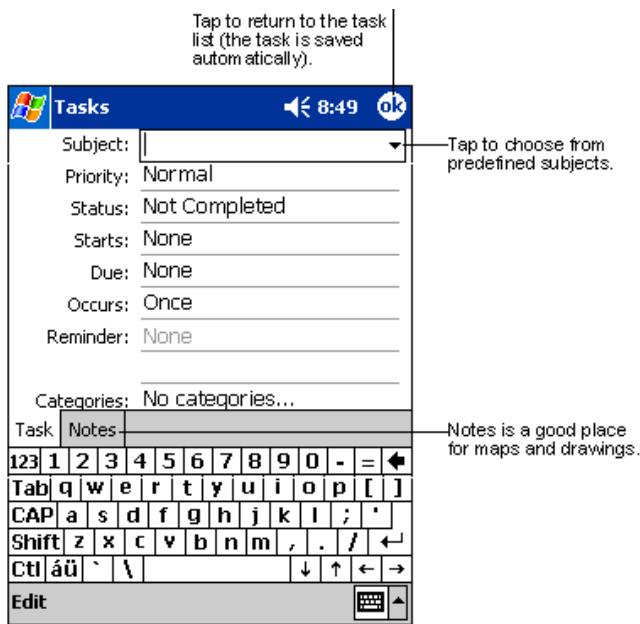 Tap to return to the task
list (the task is saved
automatically).
Tasks 8:49 ok
Subject:
Tap to choose from
predefined subjects.
Priority: Normal
Status: Not Completed
Starts: None
Due: None
Occurs: Once
Reminder: None
Categories: No categories...
Task Notes
Notes is a good place
for maps and drawings.
123 1 2 3 4 5 6 7 8 9 0 - =
Tab q w e r t y u i o p [ ]
CAP a s d f g h j k l ; '
Shift z x c v b n m , . /
Ctl áü ` \
Edit